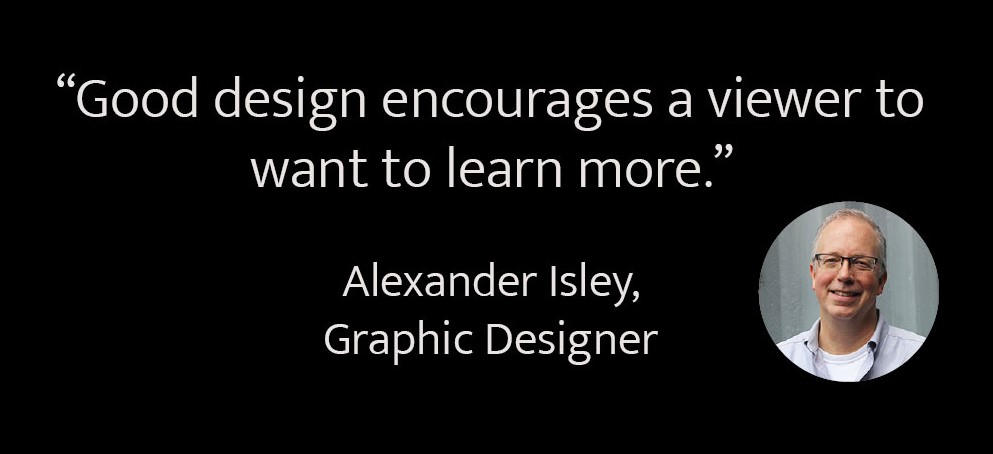 “Good design encourages a viewer to
want to learn more.”
Alexander Isley,
Graphic Designer